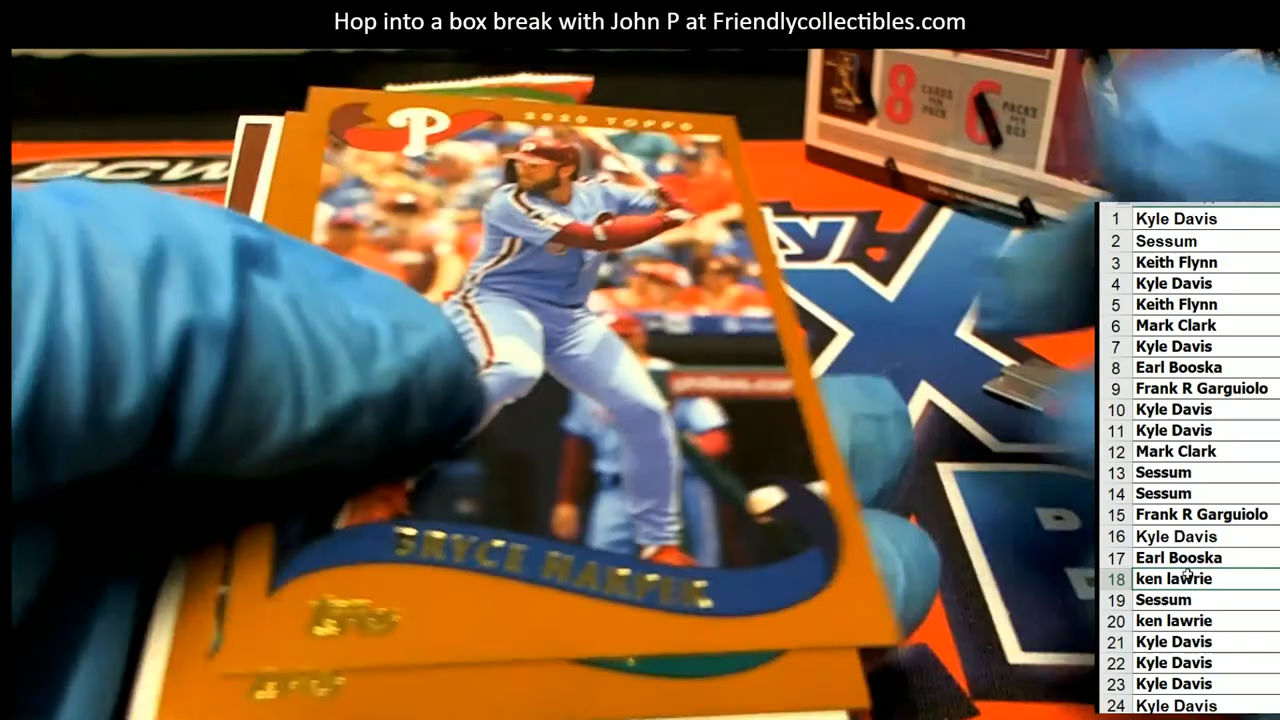 Hop into a box break with John P at Friendlycollectibles.com
BCW
8 CARDS PER PACK
6 PACKS PER BOX
P
2020 TOPPS
BRYCE HARPER
Topps
1 Kyle Davis
2 Sessum
3 Keith Flynn
4 Kyle Davis
5 Keith Flynn
6 Mark Clark
7 Kyle Davis
8 Earl Booska
9 Frank R Garguiolo
10 Kyle Davis
11 Kyle Davis
12 Mark Clark
13 Sessum
14 Sessum
15 Frank R Garguiolo
16 Kyle Davis
17 Earl Booska
18 ken lawrie
19 Sessum
20 ken lawrie
21 Kyle Davis
22 Kyle Davis
23 Kyle Davis
24 Kyle Davis